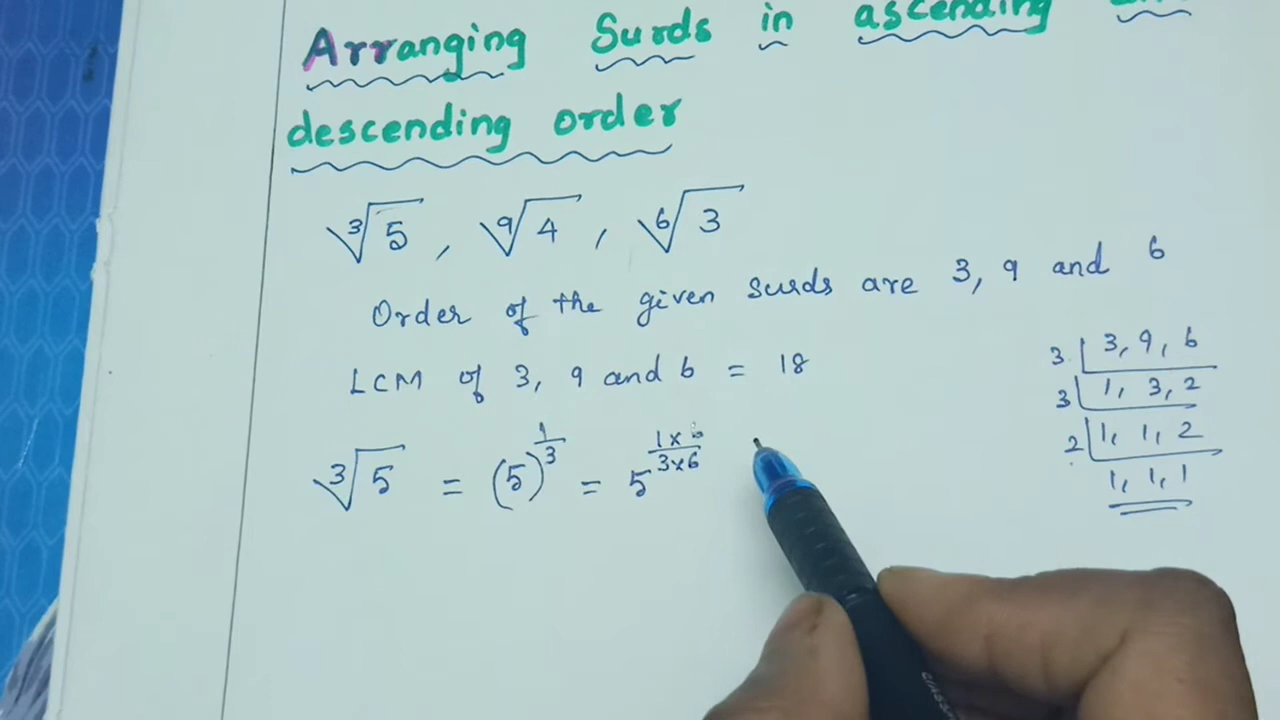 Arranging Surds in ascending
descending order
∛5, ⁹√4, ⁶√3
Order of the given surds are 3, 9 and 6
LCM of 3, 9 and 6 = 18
3 | 3, 9, 6
3 | 1, 3, 2
2 | 1, 1, 2
1, 1, 1
∛5 = (5)^(1/3) = 5^((1×6)/(3×6))